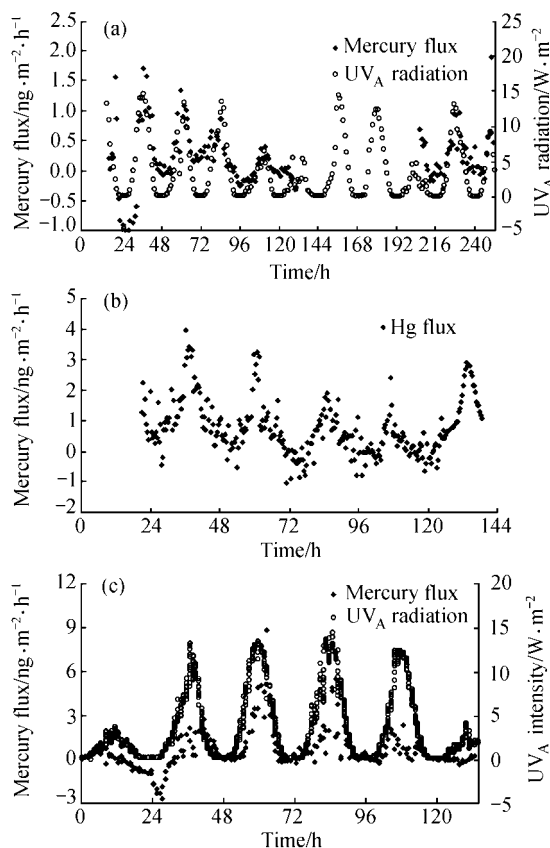 (a)
Mercury flux/ng·m−2·h−1
2.5
2.0
1.5
1.0
0.5
0.0
−0.5
−1.0
Mercury flux
UVA radiation
25
20
15
10
5
0
−5
UVA radiation/W·m−2
0 24 48 72 96 120 144 168 192 216 240
Time/h
(b)
Mercury flux/ng·m−2·h−1
5
4
3
2
1
0
−1
−2
Hg flux
0 24 48 72 96 120 144
Time/h
(c)
Mercury flux/ng·m−2·h−1
12
9
6
3
0
−3
Mercury flux
UVA radiation
20
15
10
5
0
−5
UVA intensity/W·m−2
0 24 48 72 96 120
Time/h